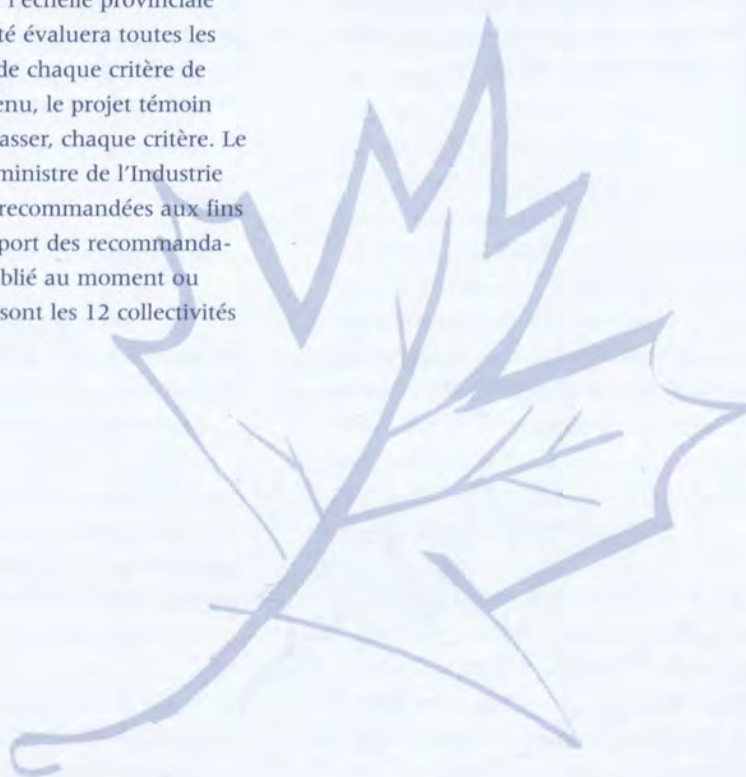 l'échelle provinciale
té évaluera toutes les
de chaque critère de
enu, le projet témoin
asser, chaque critère. Le
ministre de l'Industrie
recommandées aux fins
port des recommanda-
blié au moment ou
sont les 12 collectivités